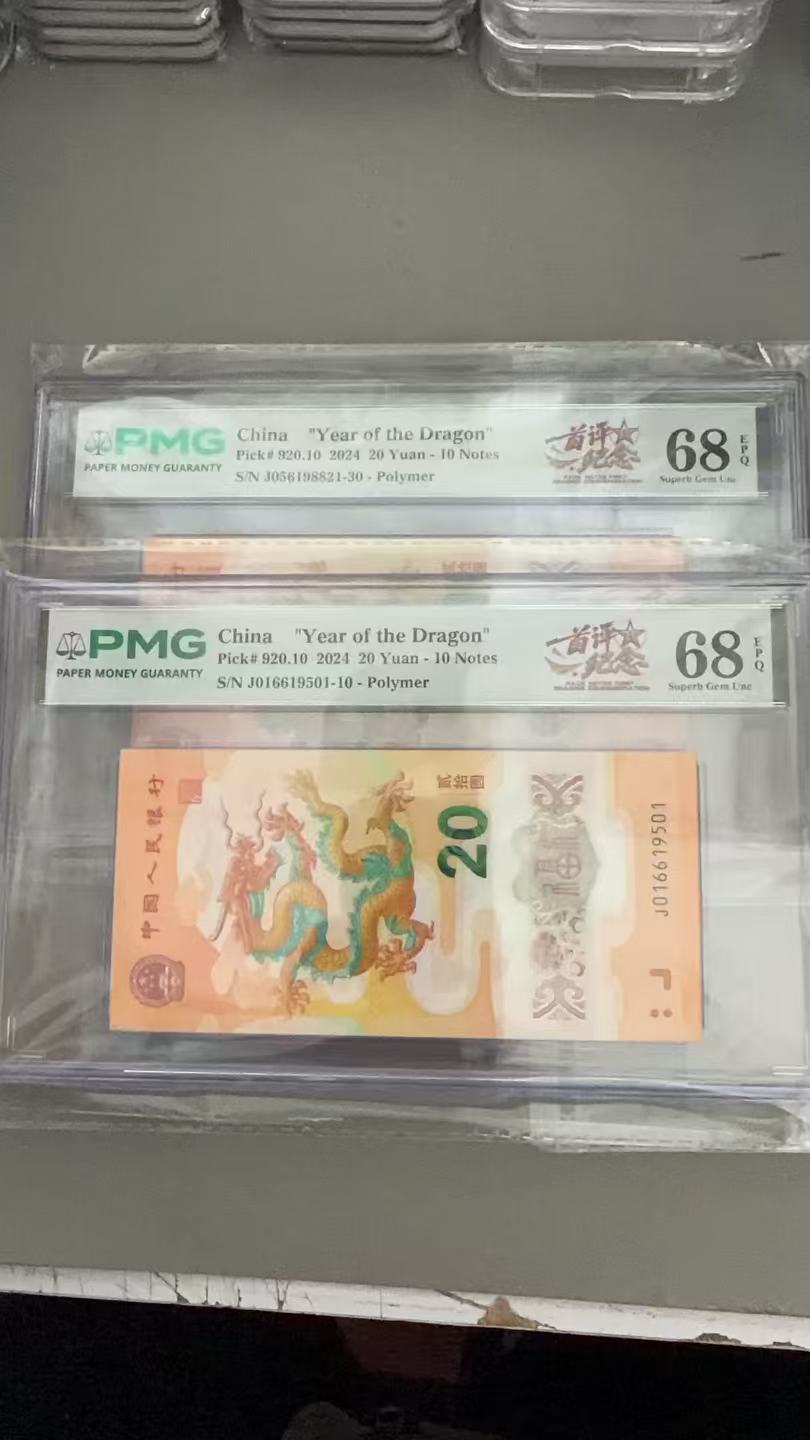 PMG
PAPER MONEY GUARANTY
China "Year of the Dragon"
Pick# 920.10 2024 20 Yuan - 10 Notes
S/N J056198821-30 - Polymer
首评
纪念
68
EPQ
Superb Gem Unc
贰拾圆
PMG
PAPER MONEY GUARANTY
China "Year of the Dragon"
Pick# 920.10 2024 20 Yuan - 10 Notes
S/N J016619501-10 - Polymer
首评
纪念
68
EPQ
Superb Gem Unc
中国人民银行
贰拾圆
20
J016619501